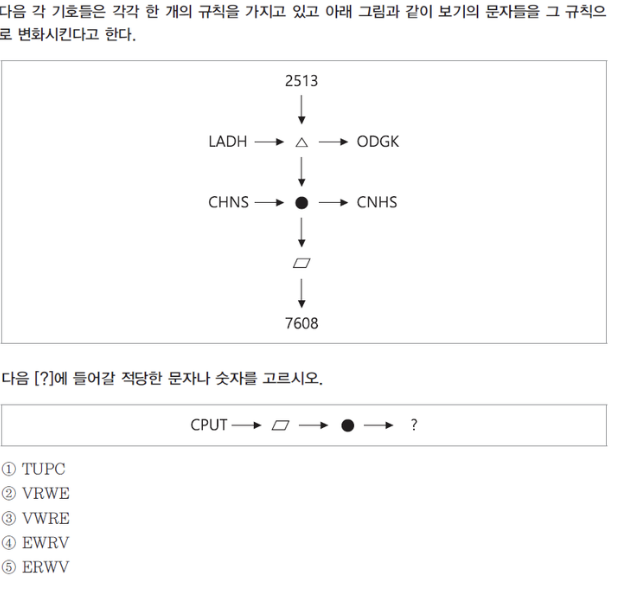 다음 각 기호들은 각각 한 개의 규칙을 가지고 있고 아래 그림과 같이 보기의 문자들을 그 규칙으
로 변화시킨다고 한다.
2513
LADH → △ → ODGK
CHNS → ● → CNHS
▱
7608
다음 [?]에 들어갈 적당한 문자나 숫자를 고르시오.
CPUT → ▱ → ● → ?
① TUPC
② VRWE
③ VWRE
④ EWRV
⑤ ERWV